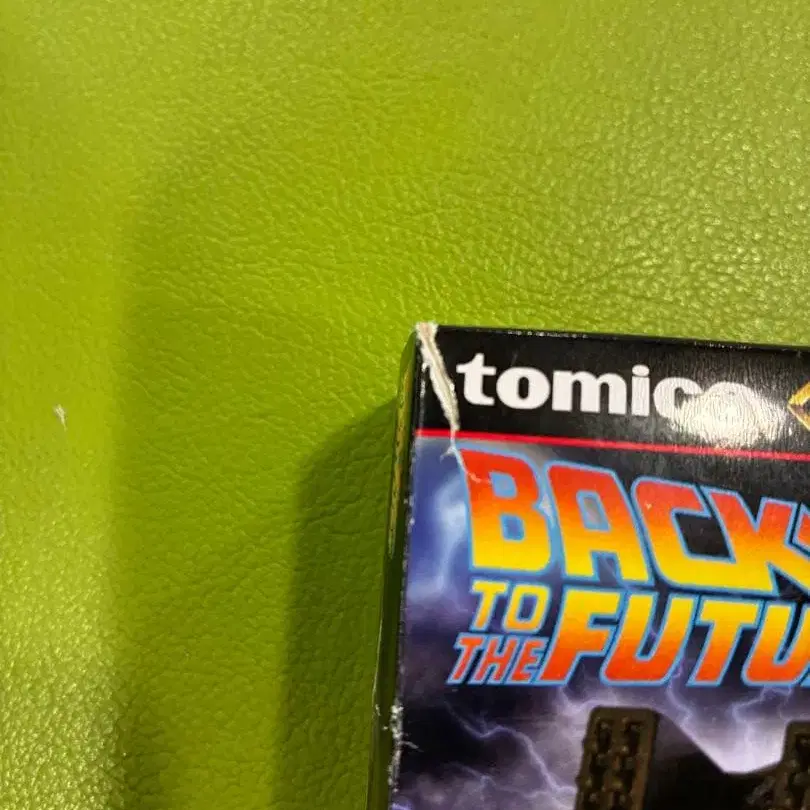 tomica
BACK
TO
THE FUTU